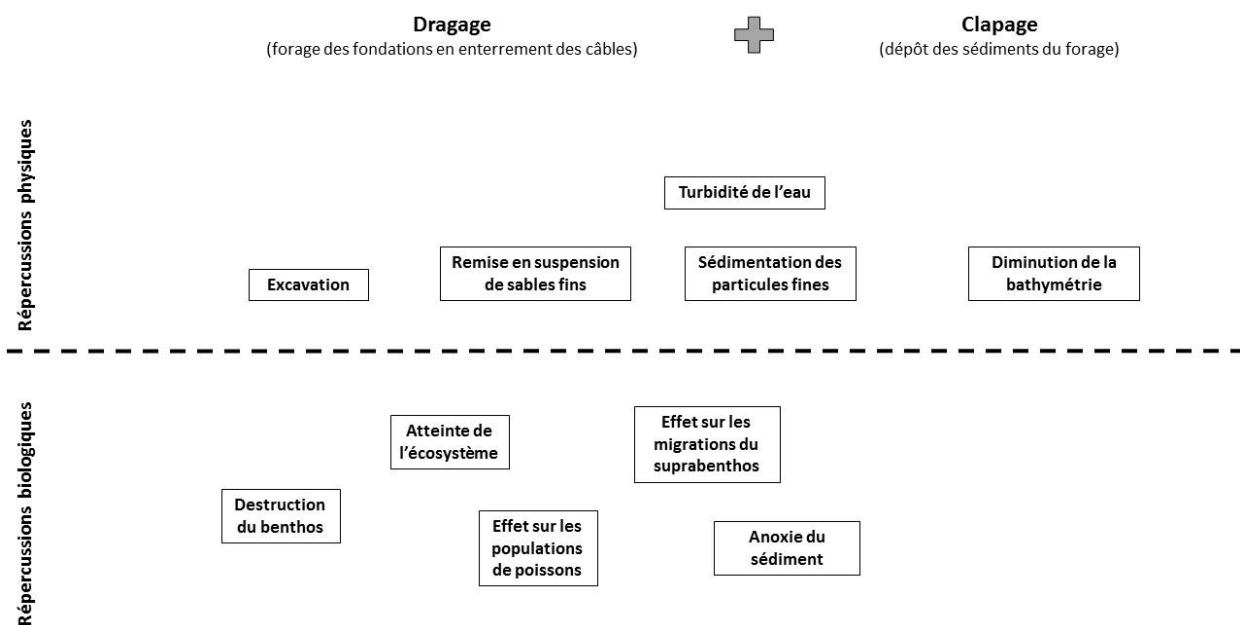 Dragage
(forage des fondations en enterrement des câbles)
Clapage
(dépôt des sédiments du forage)
Répercussions physiques
Turbidité de l'eau
Excavation
Remise en suspension
de sables fins
Sédimentation des
particules fines
Diminution de la
bathymétrie
Répercussions biologiques
Atteinte de
l'écosystème
Effet sur les
migrations du
suprabenthos
Destruction
du benthos
Effet sur les
populations
de poissons
Anoxie du
sédiment